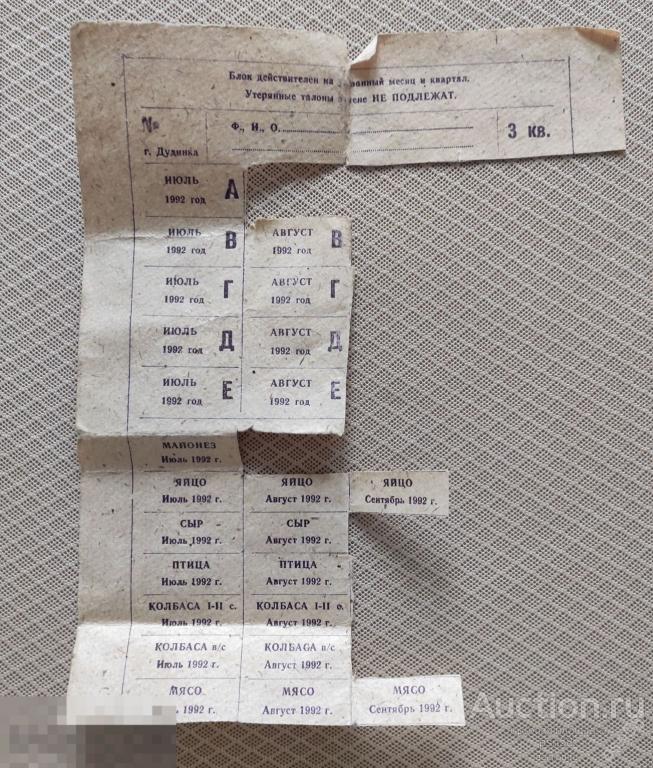 Блок действителен на указанный месяц и квартал.
Утерянные талоны замене НЕ ПОДЛЕЖАТ.
№
Ф., И., О.
3 КВ.
г. Дудинка
ИЮЛЬ А
1992 год
ИЮЛЬ В АВГУСТ В
1992 год 1992 год
ИЮЛЬ Г АВГУСТ Г
1992 год 1992 год
ИЮЛЬ Д АВГУСТ Д
1992 год 1992 год
ИЮЛЬ Е АВГУСТ Е
1992 год 1992 год
МАЙОНЕЗ
Июль 1992 г.
ЯЙЦО ЯЙЦО ЯЙЦО
Июль 1992 г. Август 1992 г. Сентябрь 1992 г.
СЫР СЫР
Июль 1992 г. Август 1992 г.
ПТИЦА ПТИЦА
Июль 1992 г. Август 1992 г.
КОЛБАСА I-II с. КОЛБАСА I-II с.
Июль 1992 г. Август 1992 г.
КОЛБАСА п/с КОЛБАСА п/с
Июль 1992 г. Август 1992 г.
МЯСО МЯСО МЯСО
1992 г. Август 1992 г. Сентябрь 1992 г.
Auction.ru